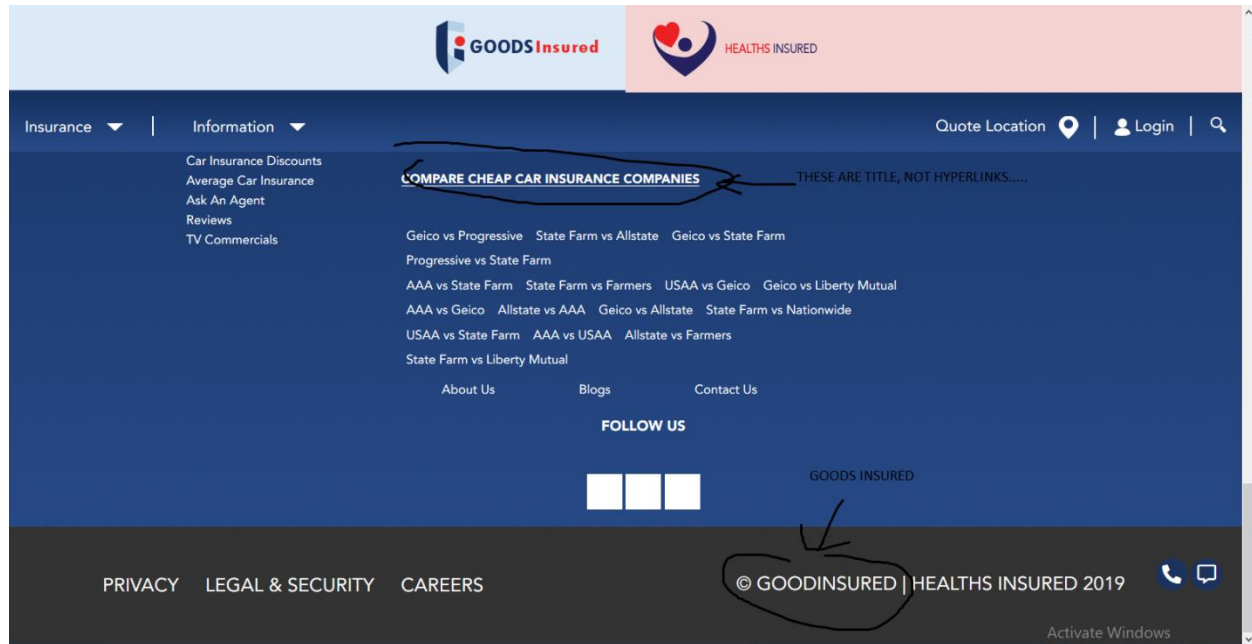 GOODSInsured HEALTHS INSURED
Insurance | Information Quote Location | Login |
Car Insurance Discounts
Average Car Insurance
Ask An Agent
Reviews
TV Commercials
COMPARE CHEAP CAR INSURANCE COMPANIES
THESE ARE TITLE, NOT HYPERLINKS.....
Geico vs Progressive State Farm vs Allstate Geico vs State Farm
Progressive vs State Farm
AAA vs State Farm State Farm vs Farmers USAA vs Geico Geico vs Liberty Mutual
AAA vs Geico Allstate vs AAA Geico vs Allstate State Farm vs Nationwide
USAA vs State Farm AAA vs USAA Allstate vs Farmers
State Farm vs Liberty Mutual
About Us Blogs Contact Us
FOLLOW US
GOODS INSURED
PRIVACY LEGAL & SECURITY CAREERS © GOODINSURED | HEALTHS INSURED 2019
Activate Windows